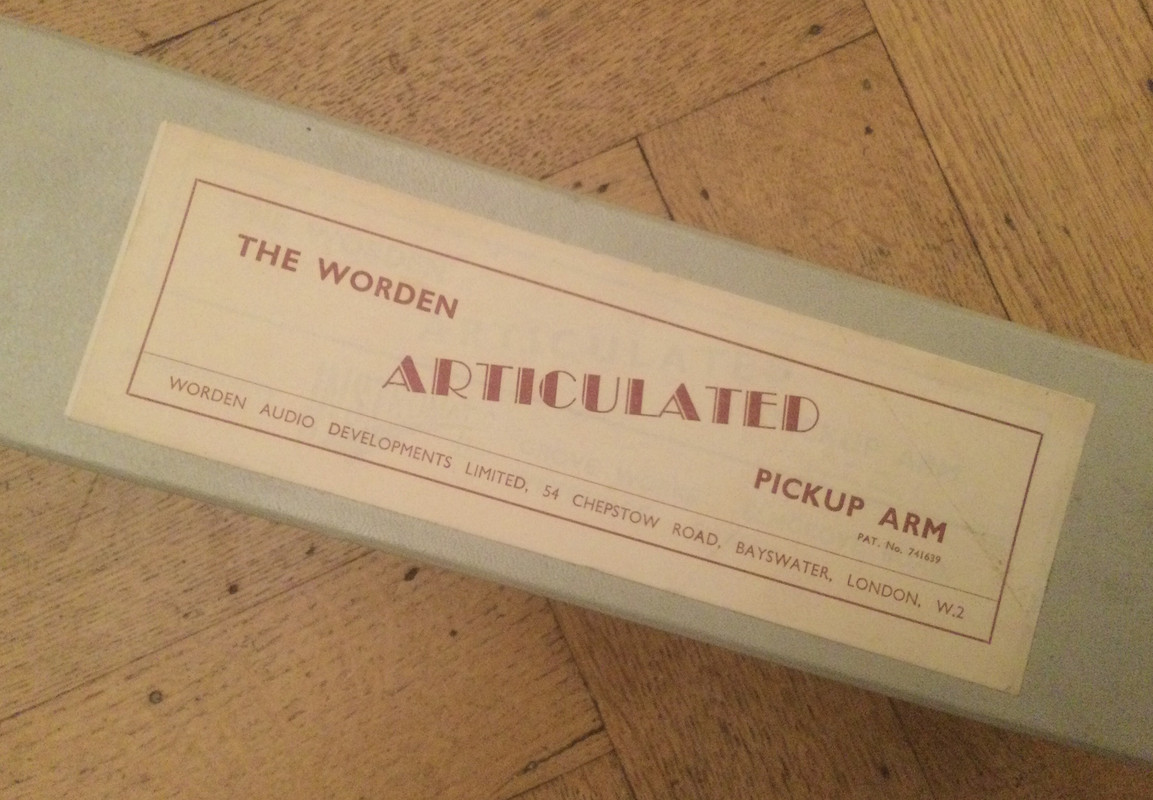 THE WORDEN
ARTICULATED
PICKUP ARM
PAT. No. 741639
WORDEN AUDIO DEVELOPMENTS LIMITED, 54 CHEPSTOW ROAD, BAYSWATER, LONDON, W.2